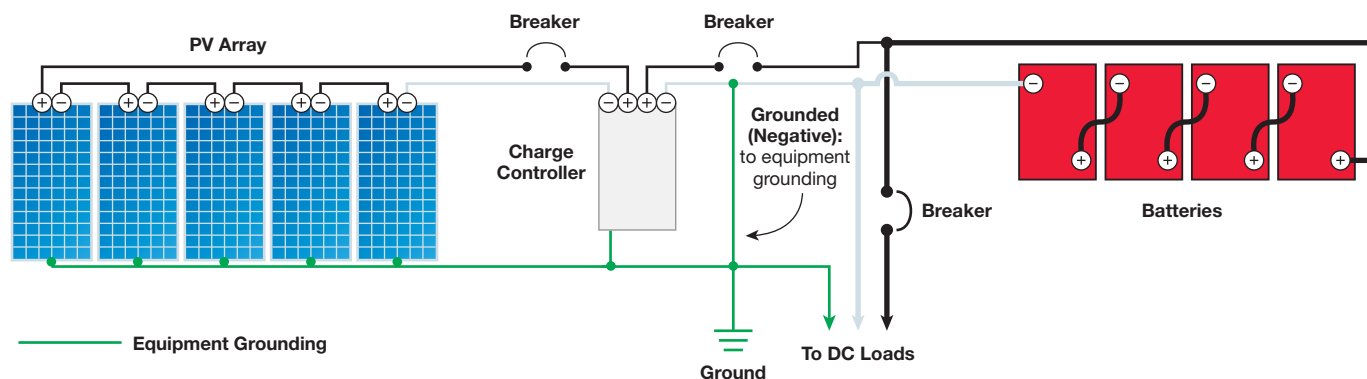 Breaker
Breaker
PV Array
+ − + − + − + − + −
− + + −
− − − −
Grounded
(Negative):
to equipment
grounding
Charge
Controller
+ + + +
Breaker
Batteries
Equipment Grounding
To DC Loads
Ground